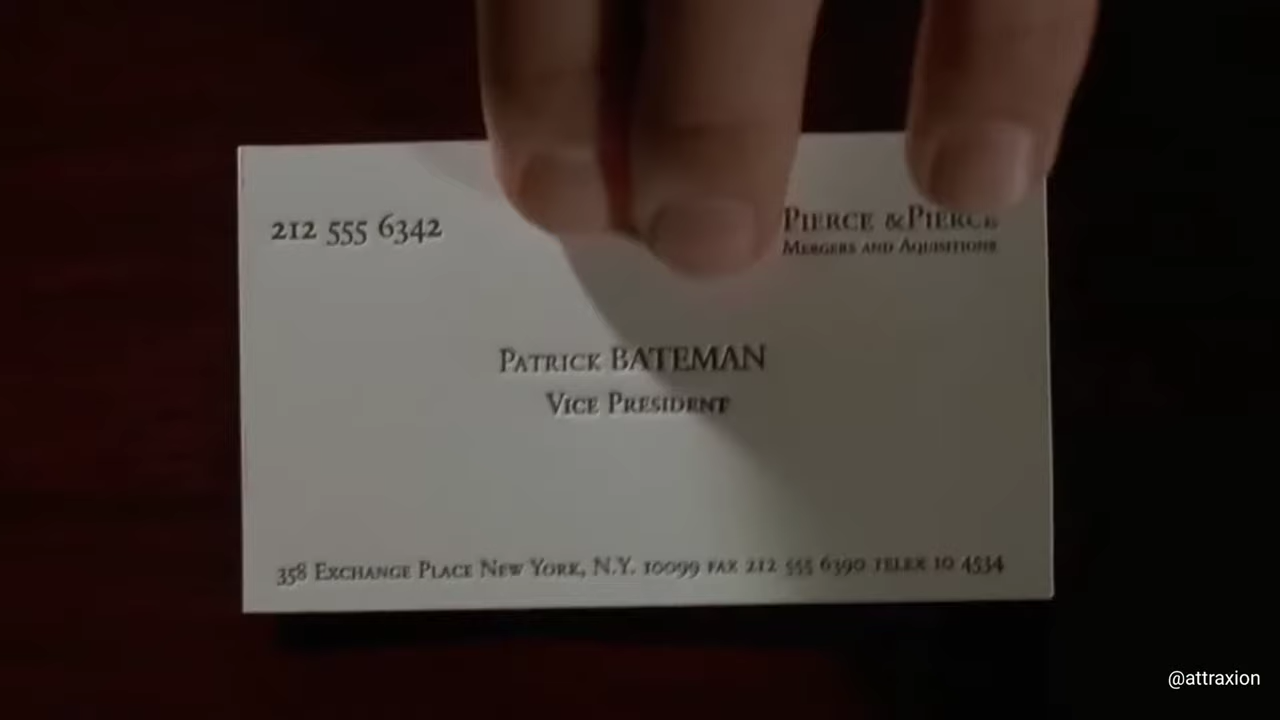 212 555 6342
PIERCE & PIERCE
MERGERS AND AQUISITIONS
PATRICK BATEMAN
VICE PRESIDENT
358 EXCHANGE PLACE NEW YORK, N.Y. 10099 FAX 212 555 6390 TELEX 10 4534
@attraxion